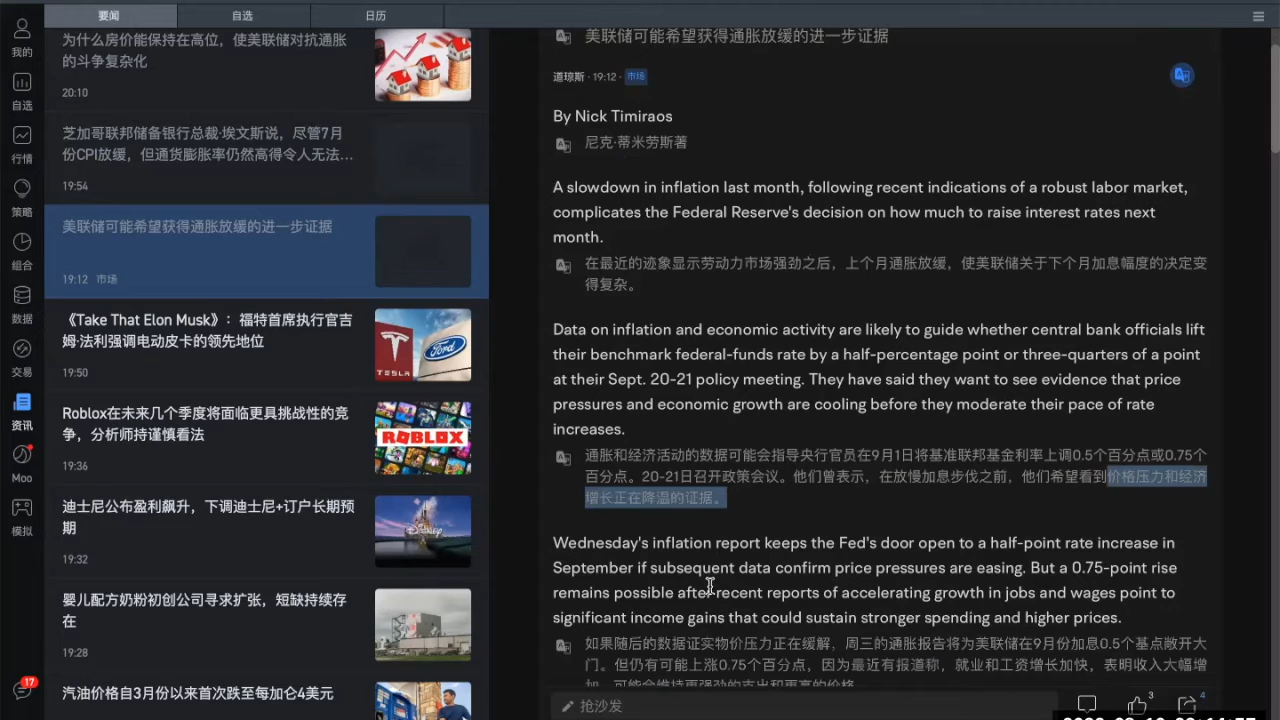 要闻
自选
日历
我的
自选
行情
策略
组合
数据
交易
资讯
Moo
模拟
17
为什么房价能保持在高位，使美联储对抗通胀
的斗争复杂化
20:10
芝加哥联邦储备银行总裁·埃文斯说，尽管7月
份CPI放缓，但通货膨胀率仍然高得令人无法…
19:54
美联储可能希望获得通胀放缓的进一步证据
19:12 市场
《Take That Elon Musk》：福特首席执行官吉
姆·法利强调电动皮卡的领先地位
19:50
TESLA
Ford
Roblox在未来几个季度将面临更具挑战性的竞
争，分析师持谨慎看法
19:36
ROBLOX
迪士尼公布盈利飙升，下调迪士尼+订户长期预
期
19:32
DISNEY
婴儿配方奶粉初创公司寻求扩张，短缺持续存
在
19:28
汽油价格自3月份以来首次跌至每加仑4美元
美联储可能希望获得通胀放缓的进一步证据
道琼斯 · 19:12 · 市场
By Nick Timiraos
尼克·蒂米劳斯著
A slowdown in inflation last month, following recent indications of a robust labor market,
complicates the Federal Reserve's decision on how much to raise interest rates next
month.
在最近的迹象显示劳动力市场强劲之后，上个月通胀放缓，使美联储关于下个月加息幅度的决定变
得复杂。
Data on inflation and economic activity are likely to guide whether central bank officials lift
their benchmark federal-funds rate by a half-percentage point or three-quarters of a point
at their Sept. 20-21 policy meeting. They have said they want to see evidence that price
pressures and economic growth are cooling before they moderate their pace of rate
increases.
通胀和经济活动的数据可能会指导央行官员在9月1日将基准联邦基金利率上调0.5个百分点或0.75个
百分点。20-21日召开政策会议。他们曾表示，在放慢加息步伐之前，他们希望看到价格压力和经济
增长正在降温的证据。
Wednesday's inflation report keeps the Fed's door open to a half-point rate increase in
September if subsequent data confirm price pressures are easing. But a 0.75-point rise
remains possible after recent reports of accelerating growth in jobs and wages point to
significant income gains that could sustain stronger spending and higher prices.
如果随后的数据证实物价压力正在缓解，周三的通胀报告将为美联储在9月份加息0.5个基点敞开大
门。但仍有可能上涨0.75个百分点，因为最近有报道称，就业和工资增长加快，表明收入大幅增
加，可能会维持更强劲的支出和更高的价格。
抢沙发
3
4